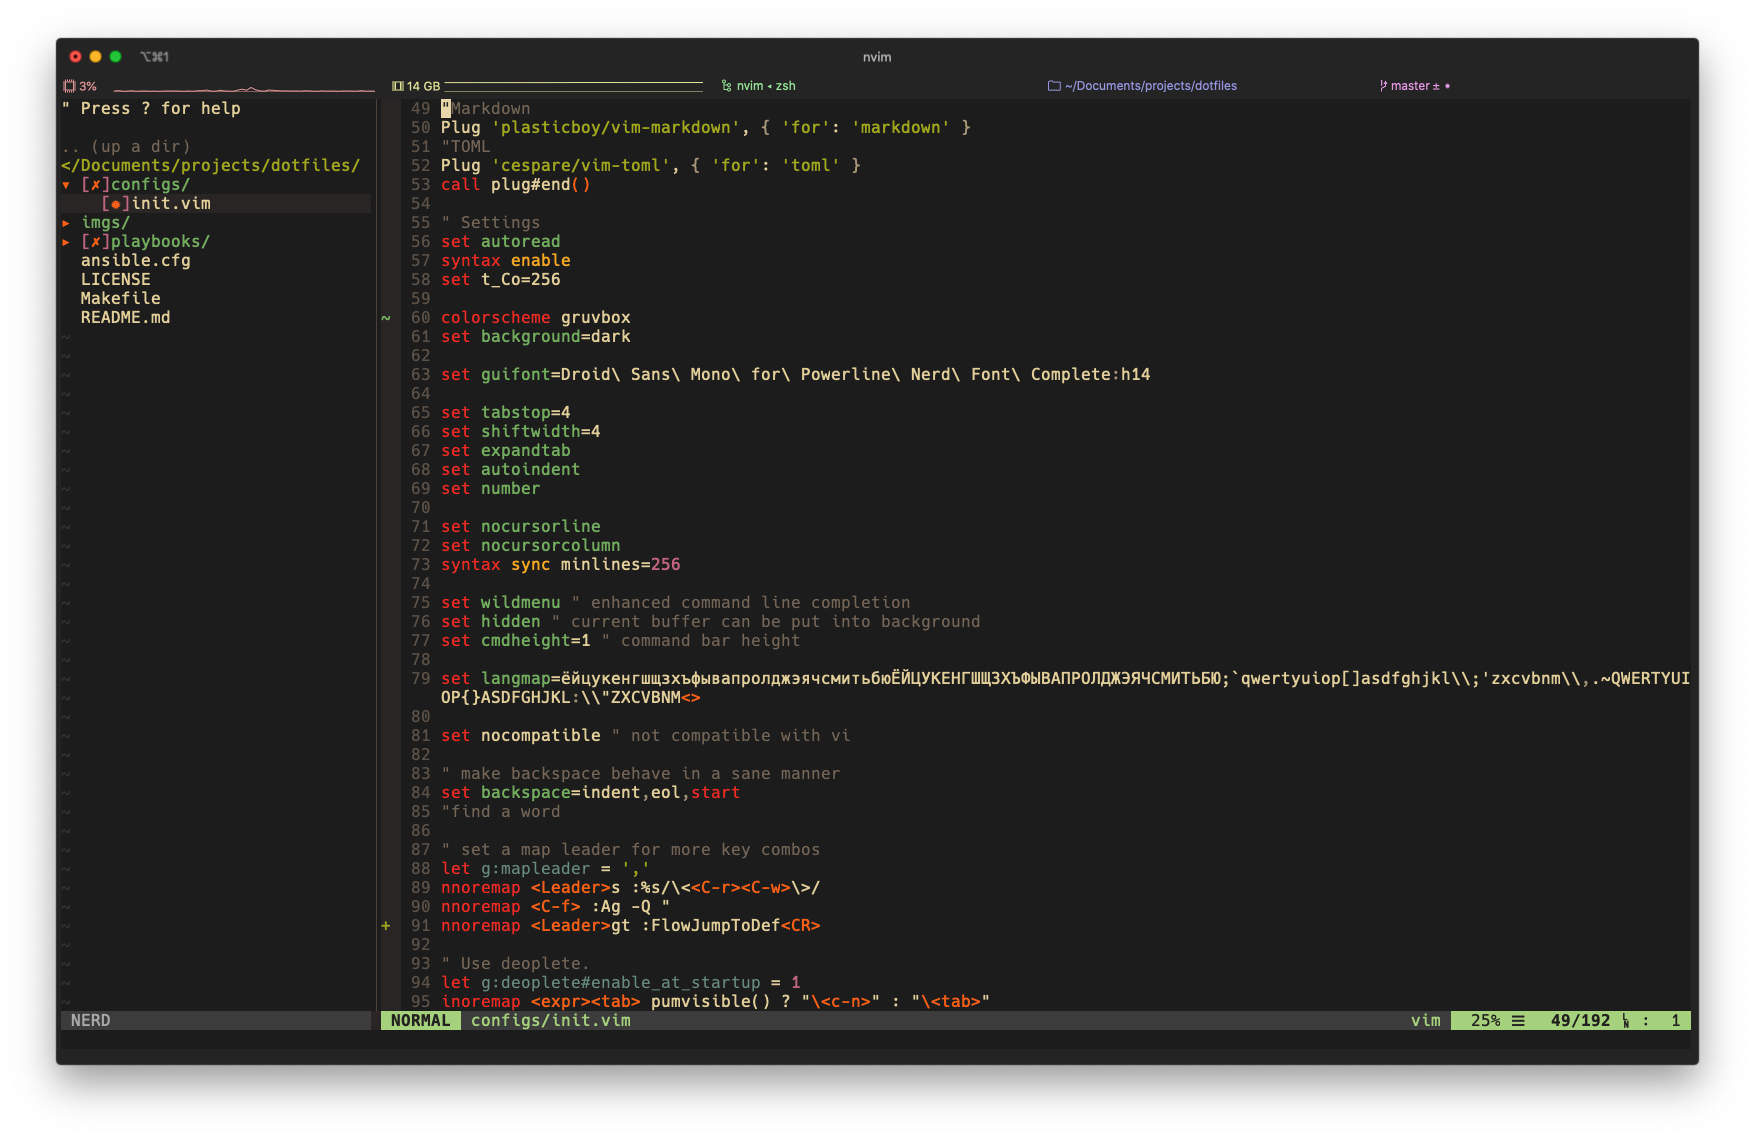 ⌥⌘1
nvim
3%
14 GB
nvim ◂ zsh
~/Documents/projects/dotfiles
master ± •
" Press ? for help
.. (up a dir)
</Documents/projects/dotfiles/
▾ [✗]configs/
[✹]init.vim
▸ imgs/
▸ [✗]playbooks/
ansible.cfg
LICENSE
Makefile
README.md
49 "Markdown
50 Plug 'plasticboy/vim-markdown', { 'for': 'markdown' }
51 "TOML
52 Plug 'cespare/vim-toml', { 'for': 'toml' }
53 call plug#end()
54
55 " Settings
56 set autoread
57 syntax enable
58 set t_Co=256
59
~ 60 colorscheme gruvbox
61 set background=dark
62
63 set guifont=Droid\ Sans\ Mono\ for\ Powerline\ Nerd\ Font\ Complete:h14
64
65 set tabstop=4
66 set shiftwidth=4
67 set expandtab
68 set autoindent
69 set number
70
71 set nocursorline
72 set nocursorcolumn
73 syntax sync minlines=256
74
75 set wildmenu " enhanced command line completion
76 set hidden " current buffer can be put into background
77 set cmdheight=1 " command bar height
78
79 set langmap=ёйцукенгшщзхъфывапролджэячсмитьбюЁЙЦУКЕНГШЩЗХЪФЫВАПРОЛДЖЭЯЧСМИТЬБЮ;`qwertyuiop[]asdfghjkl\\;'zxcvbnm\\,.~QWERTYUI
OP{}ASDFGHJKL:\\"ZXCVBNM<>
80
81 set nocompatible " not compatible with vi
82
83 " make backspace behave in a sane manner
84 set backspace=indent,eol,start
85 "find a word
86
87 " set a map leader for more key combos
88 let g:mapleader = ','
89 nnoremap <Leader>s :%s/\<<C-r><C-w>\>/
90 nnoremap <C-f> :Ag -Q "
+ 91 nnoremap <Leader>gt :FlowJumpToDef<CR>
92
93 " Use deoplete.
94 let g:deoplete#enable_at_startup = 1
95 inoremap <expr><tab> pumvisible() ? "\<c-n>" : "\<tab>"
NERD
NORMAL configs/init.vim
vim 25% ☰ 49/192 ␤ : 1